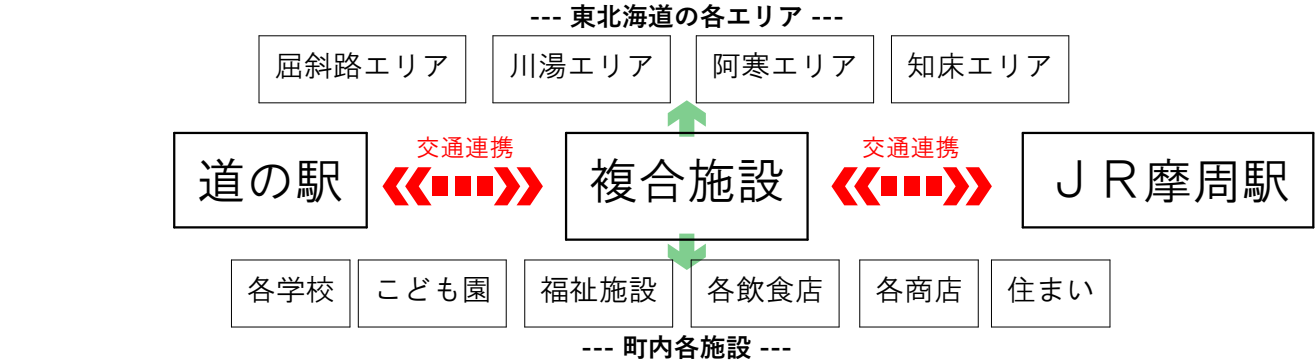 --- 東北海道の各エリア ---
屈斜路エリア
川湯エリア
阿寒エリア
知床エリア
交通連携
交通連携
道の駅
複合施設
ＪＲ摩周駅
各学校
こども園
福祉施設
各飲食店
各商店
住まい
--- 町内各施設 ---